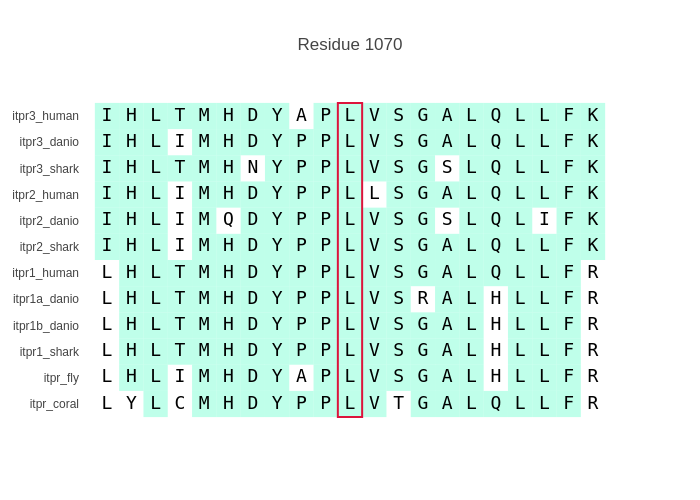 Residue 1070
itpr3_human I H L T M H D Y A P L V S G A L Q L L F K
itpr3_danio I H L I M H D Y P P L V S G A L Q L L F K
itpr3_shark I H L T M H N Y P P L V S G S L Q L L F K
itpr2_human I H L I M H D Y P P L L S G A L Q L L F K
itpr2_danio I H L I M Q D Y P P L V S G S L Q L I F K
itpr2_shark I H L I M H D Y P P L V S G A L Q L L F K
itpr1_human L H L T M H D Y P P L V S G A L Q L L F R
itpr1a_danio L H L T M H D Y P P L V S R A L H L L F R
itpr1b_danio L H L T M H D Y P P L V S G A L H L L F R
itpr1_shark L H L T M H D Y P P L V S G A L H L L F R
itpr_fly L H L I M H D Y A P L V S G A L H L L F R
itpr_coral L Y L C M H D Y P P L V T G A L Q L L F R